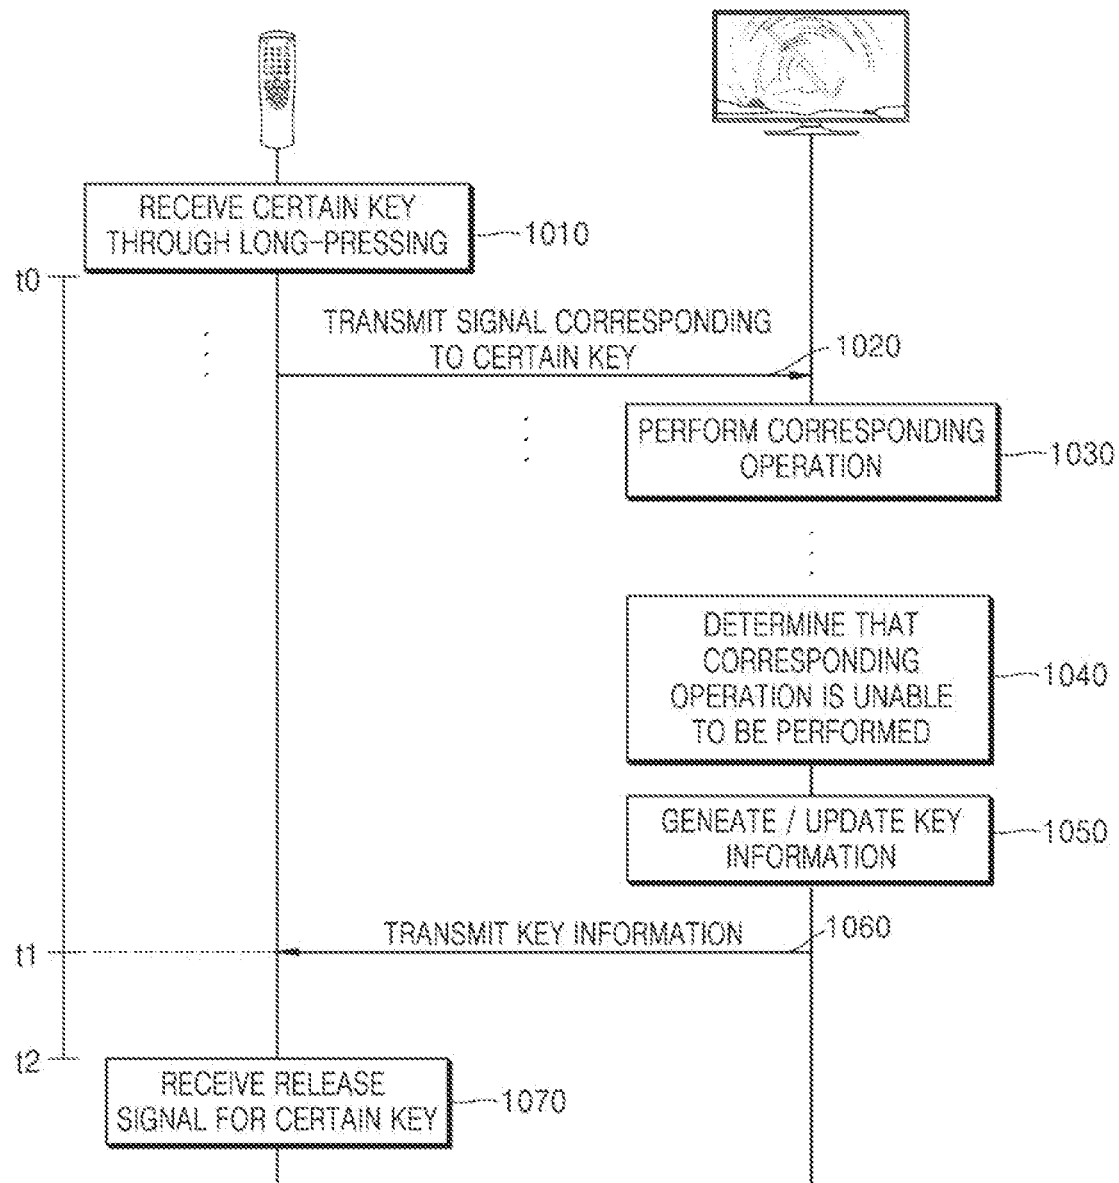 RECEIVE CERTAIN KEY
THROUGH LONG-PRESSING
1010
t0
TRANSMIT SIGNAL CORRESPONDING
TO CERTAIN KEY
1020
PERFORM CORRESPONDING
OPERATION
1030
DETERMINE THAT
CORRESPONDING
OPERATION IS UNABLE
TO BE PERFORMED
1040
GENEATE / UPDATE KEY
INFORMATION
1050
TRANSMIT KEY INFORMATION
1060
t1
t2
RECEIVE RELEASE
SIGNAL FOR CERTAIN KEY
1070